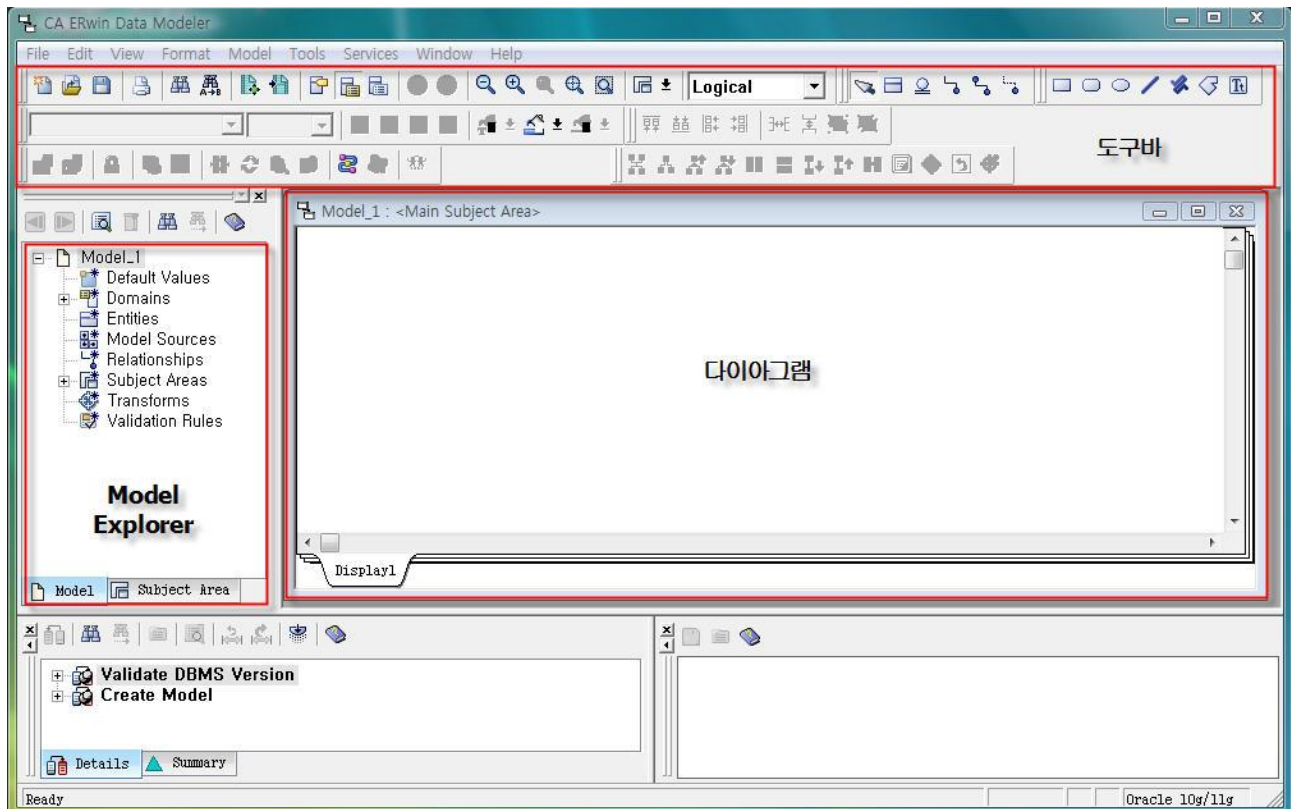 CA ERwin Data Modeler
File Edit View Format Model Tools Services Window Help
Logical
도구바
Model_1 : <Main Subject Area>
Model_1
Default Values
Domains
Entities
Model Sources
Relationships
Subject Areas
Transforms
Validation Rules
다이아그램
Model
Explorer
Display1
Model Subject Area
Validate DBMS Version
Create Model
Details Summary
Ready Oracle 10g/11g